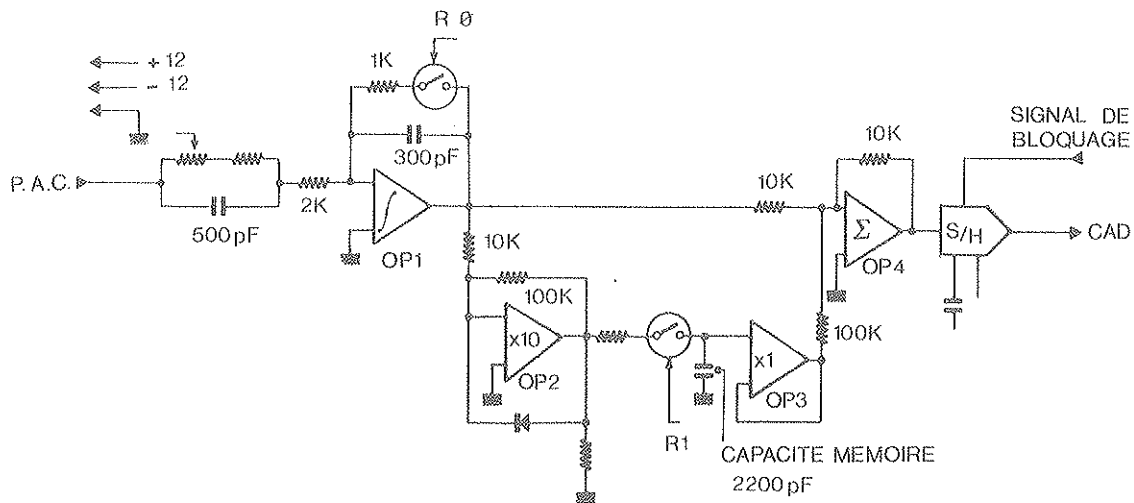 R 0
+ 12
- 12
1K
300pF
P.A.C.
500pF
2K
∫
OP1
10K
100K
x10
OP2
R1
x1
OP3
CAPACITE MEMOIRE
2200pF
10K
10K
Σ
OP4
100K
SIGNAL DE
BLOQUAGE
S/H
CAD